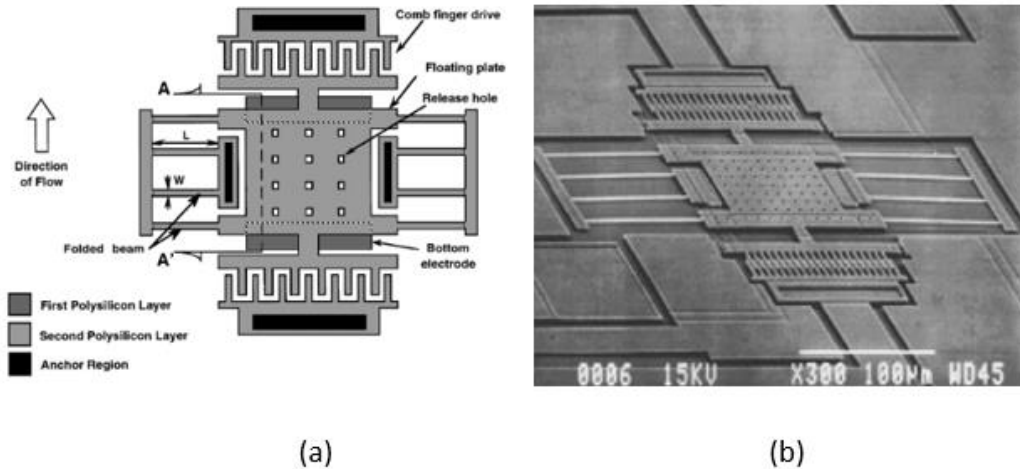 Comb finger drive
Floating plate
Release hole
A
L
Direction
of Flow
W
Folded beam
A'
Bottom
electrode
First Polysilicon Layer
Second Polysilicon Layer
Anchor Region
0006 15KV X300 100µm WD45
(a)
(b)